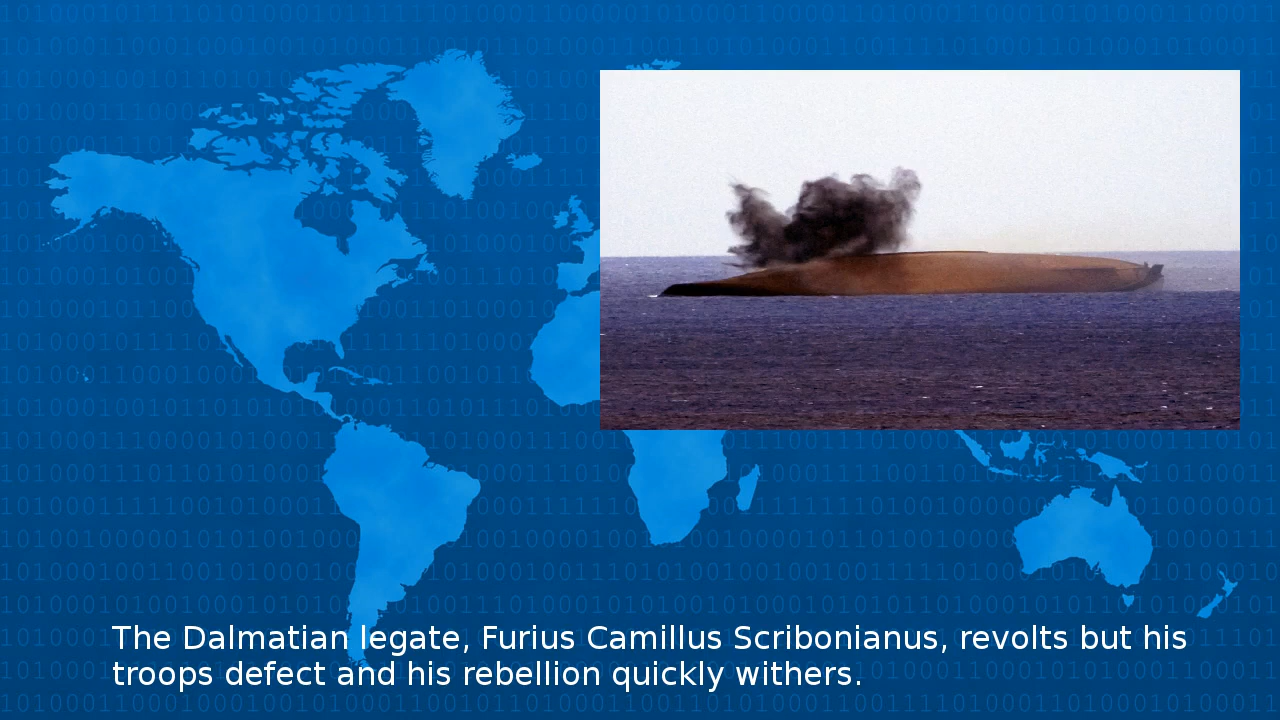 The Dalmatian legate, Furius Camillus Scribonianus, revolts but his
troops defect and his rebellion quickly withers.